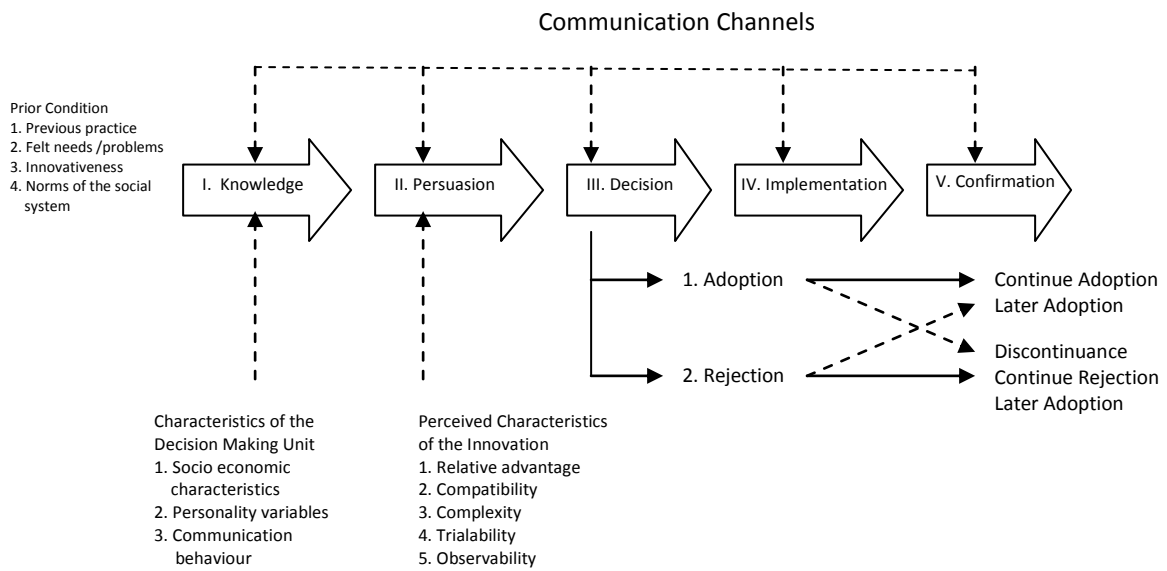 Communication Channels
Prior Condition
1. Previous practice
2. Felt needs /problems
3. Innovativeness
4. Norms of the social
system
I. Knowledge
II. Persuasion
III. Decision
IV. Implementation
V. Confirmation
1. Adoption
Continue Adoption
Later Adoption
Discontinuance
2. Rejection
Continue Rejection
Later Adoption
Characteristics of the
Decision Making Unit
1. Socio economic
characteristics
2. Personality variables
3. Communication
behaviour
Perceived Characteristics
of the Innovation
1. Relative advantage
2. Compatibility
3. Complexity
4. Trialability
5. Observability